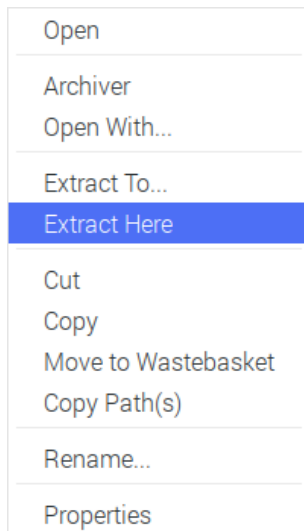 Open
Archiver
Open With...
Extract To...
Extract Here
Cut
Copy
Move to Wastebasket
Copy Path(s)
Rename...
Properties